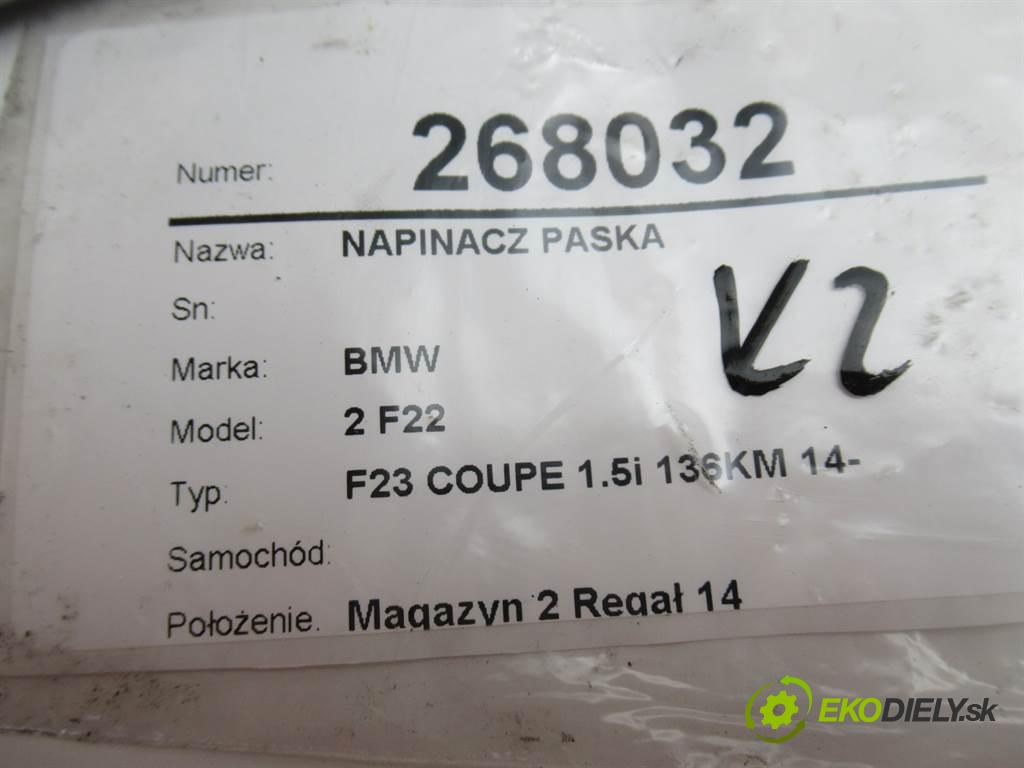 Numer: 268032
Nazwa: NAPINACZ PASKA
Sn:
Marka: BMW
Model: 2 F22
Typ: F23 COUPE 1.5i 136KM 14-
Samochód:
Położenie. Magazyn 2 Regał 14
V2
EKODIELY.sk